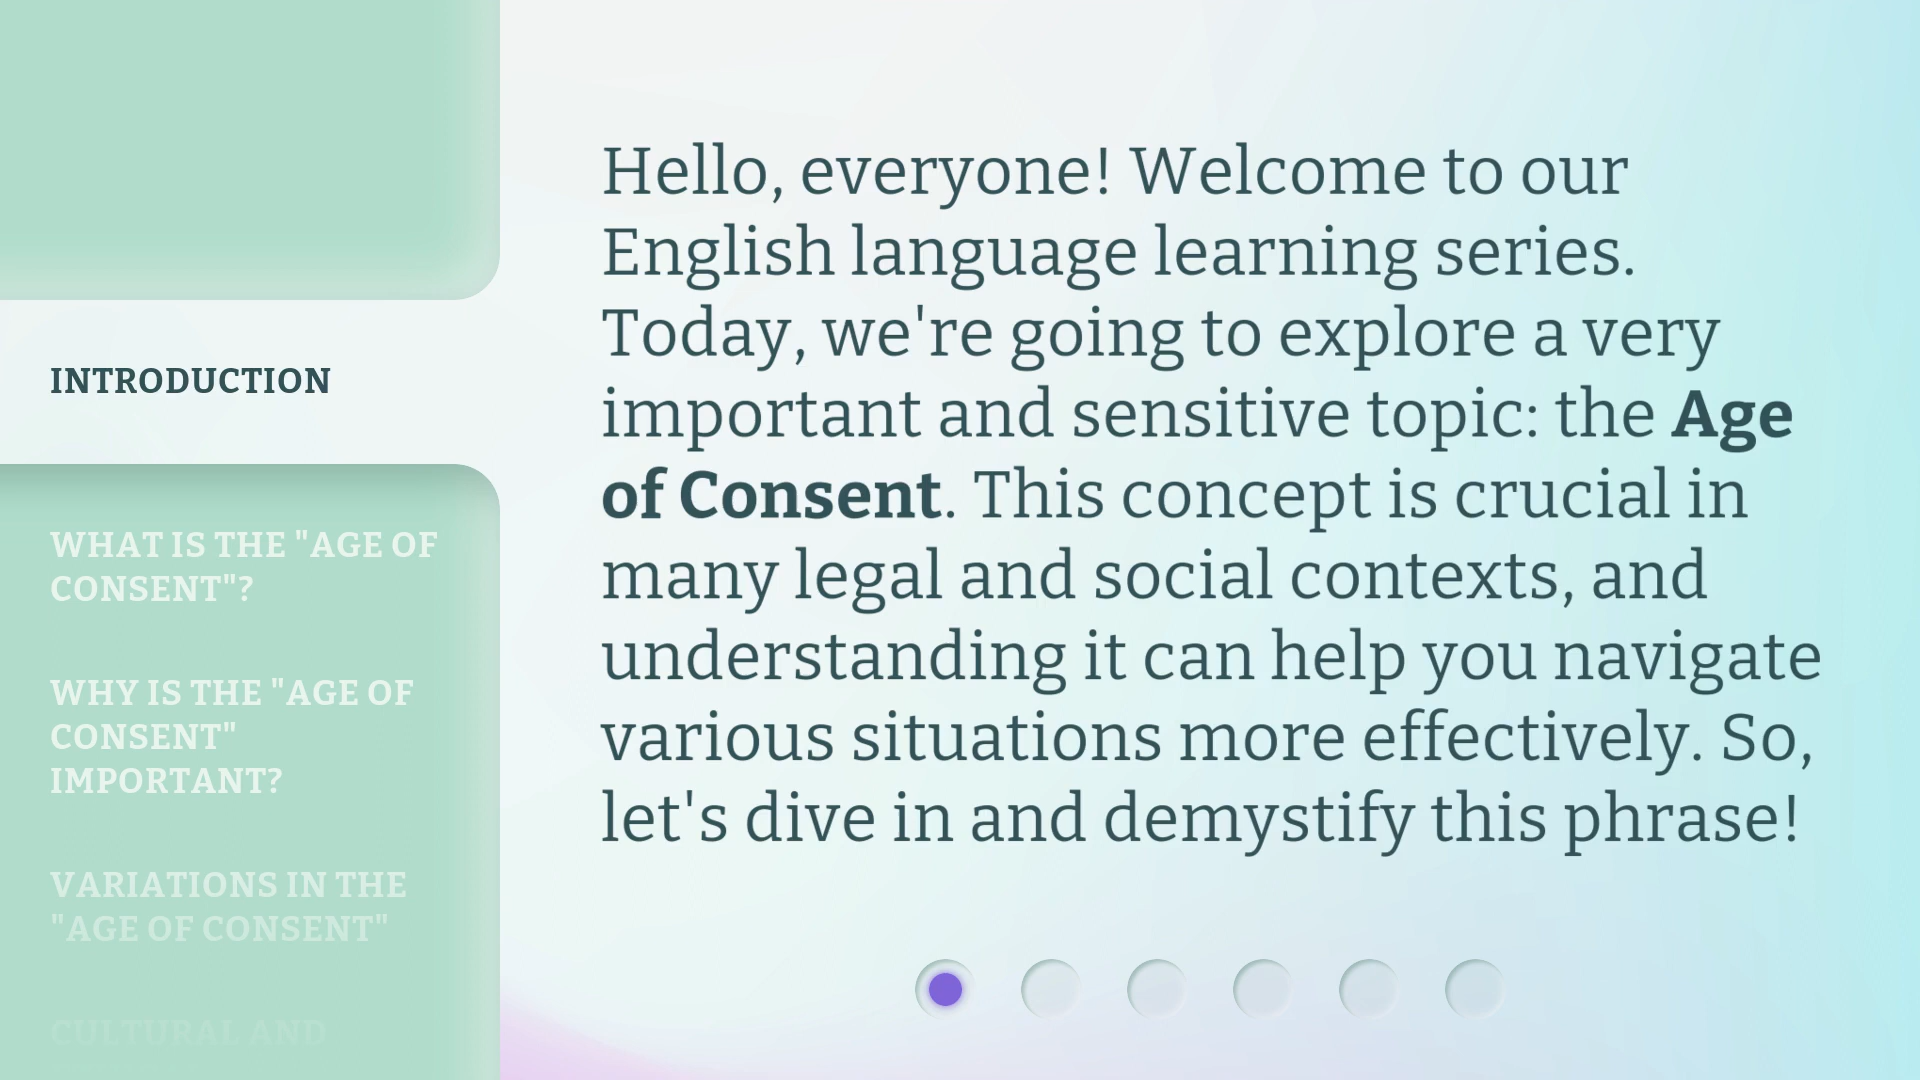 INTRODUCTION
WHAT IS THE "AGE OF
CONSENT"?
WHY IS THE "AGE OF
CONSENT"
IMPORTANT?
VARIATIONS IN THE
"AGE OF CONSENT"
CULTURAL AND
Hello, everyone! Welcome to our
English language learning series.
Today, we're going to explore a very
important and sensitive topic: the Age
of Consent. This concept is crucial in
many legal and social contexts, and
understanding it can help you navigate
various situations more effectively. So,
let's dive in and demystify this phrase!